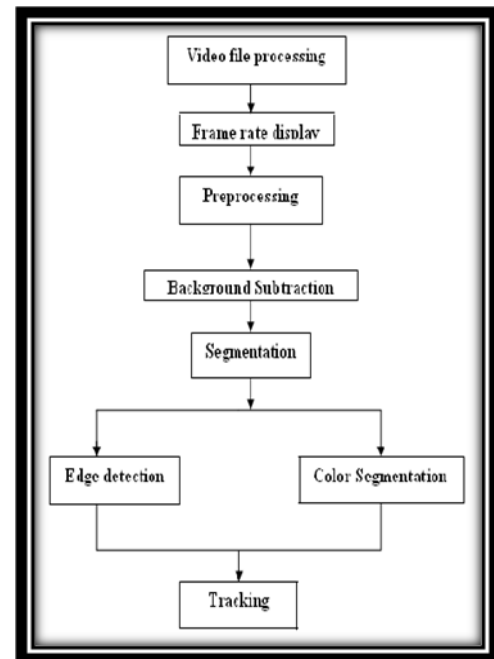 Video file processing
Frame rate display
Preprocessing
Background Subtraction
Segmentation
Edge detection
Color Segmentation
Tracking